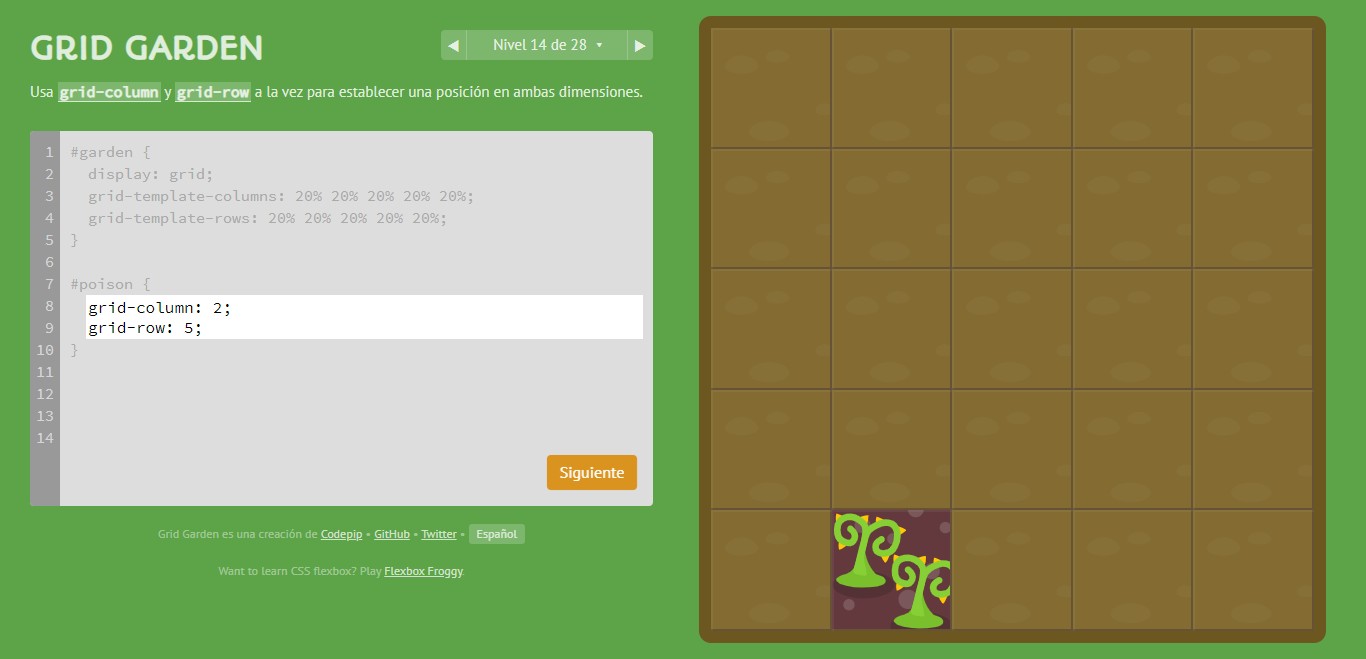 GRID GARDEN
◀ Nivel 14 de 28 ▾ ▶
Usa grid-column y grid-row a la vez para establecer una posición en ambas dimensiones.
1 #garden {
2 display: grid;
3 grid-template-columns: 20% 20% 20% 20% 20%;
4 grid-template-rows: 20% 20% 20% 20% 20%;
5 }
6
7 #poison {
8 grid-column: 2;
9 grid-row: 5;
10 }
11
12
13
14
Siguiente
Grid Garden es una creación de Codepip • GitHub • Twitter • Español
Want to learn CSS flexbox? Play Flexbox Froggy.